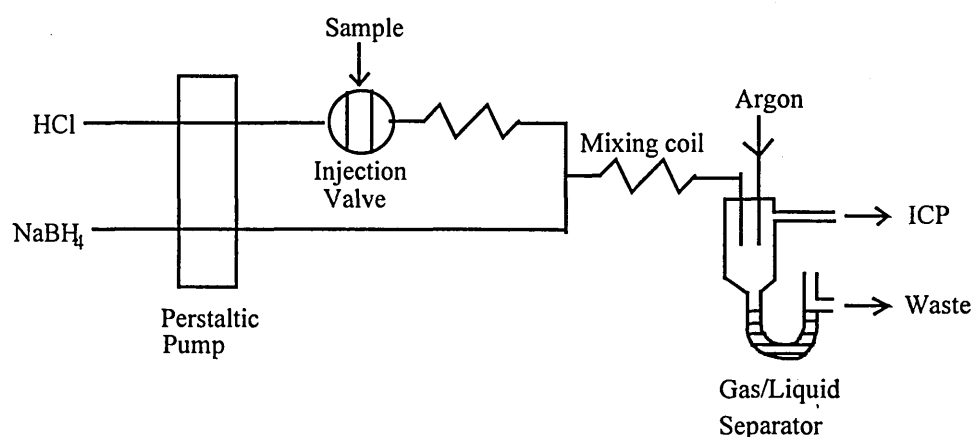 Sample
HCl
Injection
Valve
Mixing coil
Argon
NaBH4
ICP
Waste
Perstaltic
Pump
Gas/Liquid
Separator